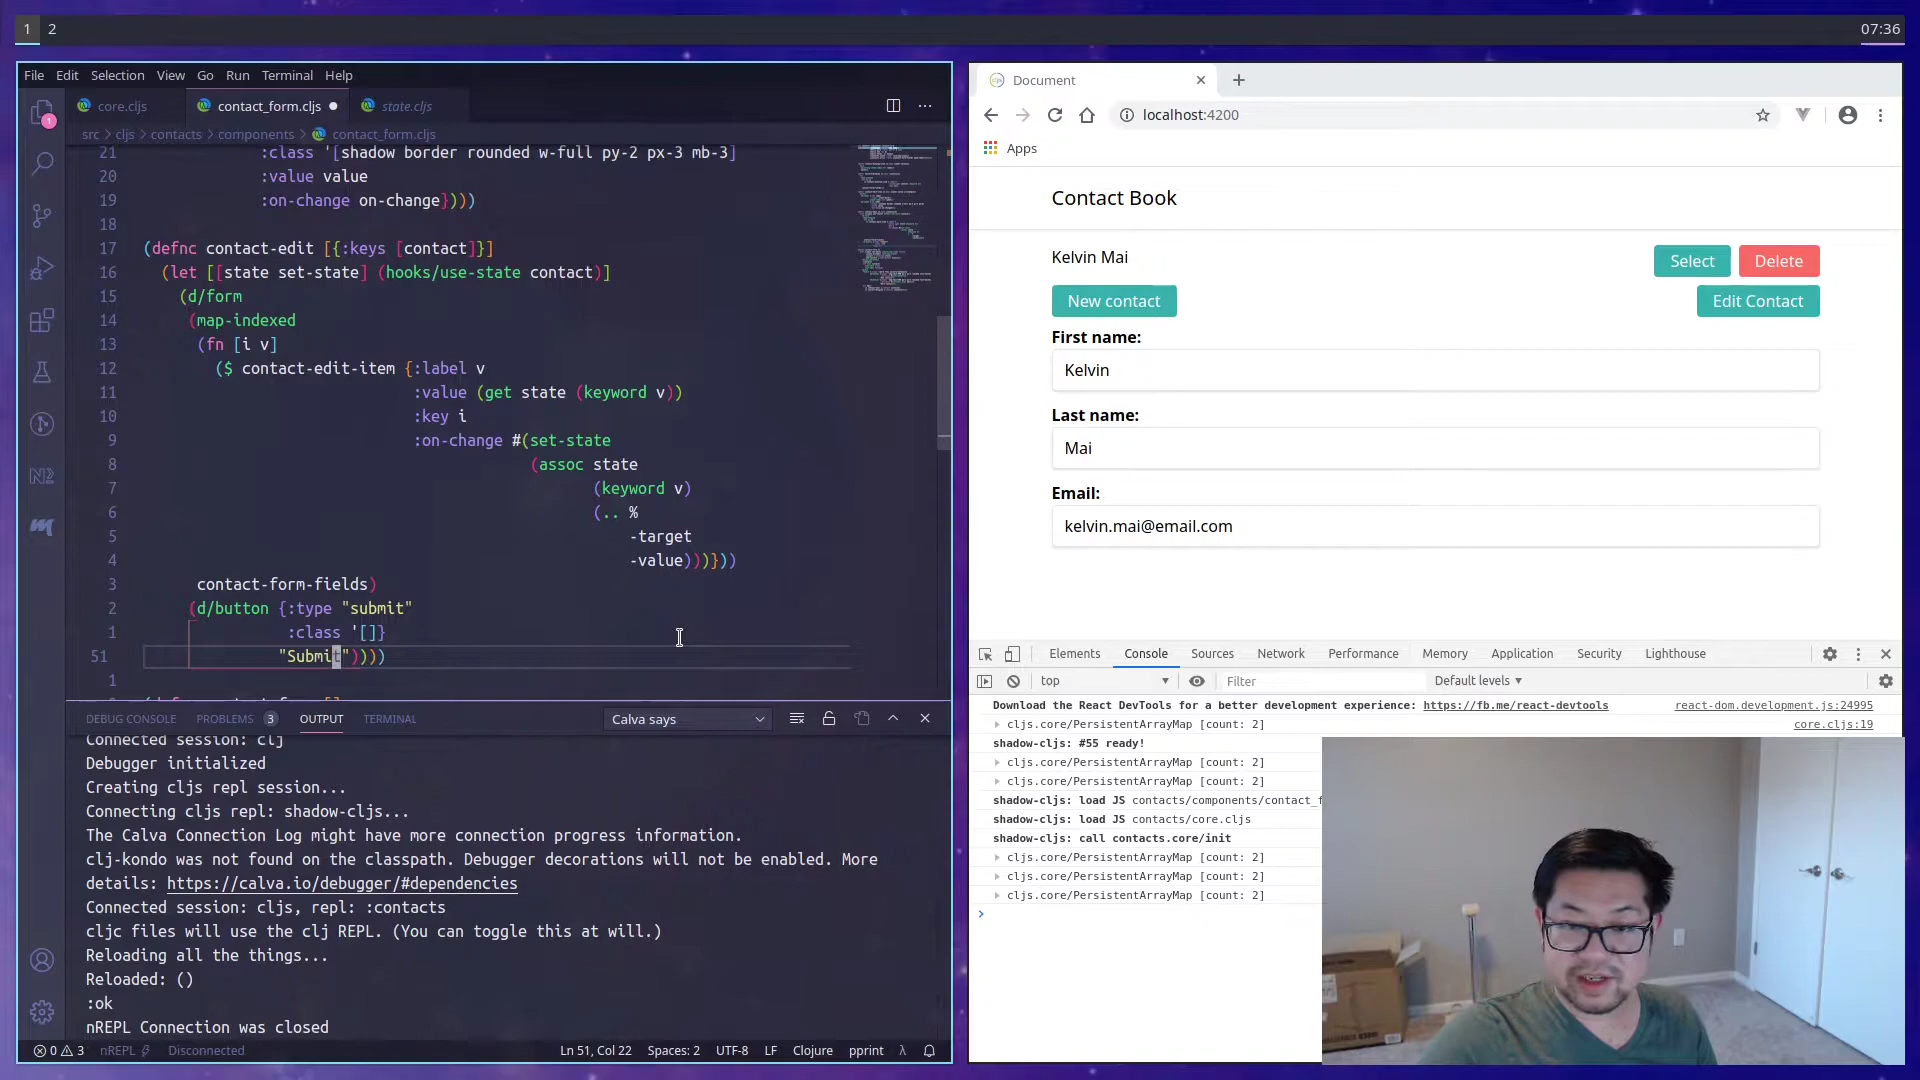 1 2
07:36
File Edit Selection View Go Run Terminal Help
core.cljs contact_form.cljs state.cljs
src > cljs > contacts > components > contact_form.cljs
21 :class '[shadow border rounded w-full py-2 px-3 mb-3]
20 :value value
19 :on-change on-change})))
18
17 (defnc contact-edit [{:keys [contact]}]
16 (let [[state set-state] (hooks/use-state contact)]
15 (d/form
14 (map-indexed
13 (fn [i v]
12 ($ contact-edit-item {:label v
11 :value (get state (keyword v))
10 :key i
9 :on-change #(set-state
8 (assoc state
7 (keyword v)
6 (.. %
5 -target
4 -value)))}))
3 contact-form-fields)
2 (d/button {:type "submit"
1 :class '[]}
51 "Submit"))))
1
DEBUG CONSOLE PROBLEMS 3 OUTPUT TERMINAL Calva says
Connected session: clj
Debugger initialized
Creating cljs repl session...
Connecting cljs repl: shadow-cljs...
The Calva Connection Log might have more connection progress information.
clj-kondo was not found on the classpath. Debugger decorations will not be enabled. More
details: https://calva.io/debugger/#dependencies
Connected session: cljs, repl: :contacts
cljc files will use the clj REPL. (You can toggle this at will.)
Reloading all the things...
Reloaded: ()
:ok
nREPL Connection was closed
0 3 nREPL Disconnected Ln 51, Col 22 Spaces: 2 UTF-8 LF Clojure pprint λ
Document
localhost:4200
Apps
Contact Book
Kelvin Mai Select Delete
New contact Edit Contact
First name:
Kelvin
Last name:
Mai
Email:
kelvin.mai@email.com
Elements Console Sources Network Performance Memory Application Security Lighthouse
top Filter Default levels
Download the React DevTools for a better development experience: https://fb.me/react-devtools react-dom.development.js:24995
cljs.core/PersistentArrayMap [count: 2] core.cljs:19
shadow-cljs: #55 ready!
cljs.core/PersistentArrayMap [count: 2]
cljs.core/PersistentArrayMap [count: 2]
shadow-cljs: load JS contacts/components/contact_f
shadow-cljs: load JS contacts/core.cljs
shadow-cljs: call contacts.core/init
cljs.core/PersistentArrayMap [count: 2]
cljs.core/PersistentArrayMap [count: 2]
cljs.core/PersistentArrayMap [count: 2]